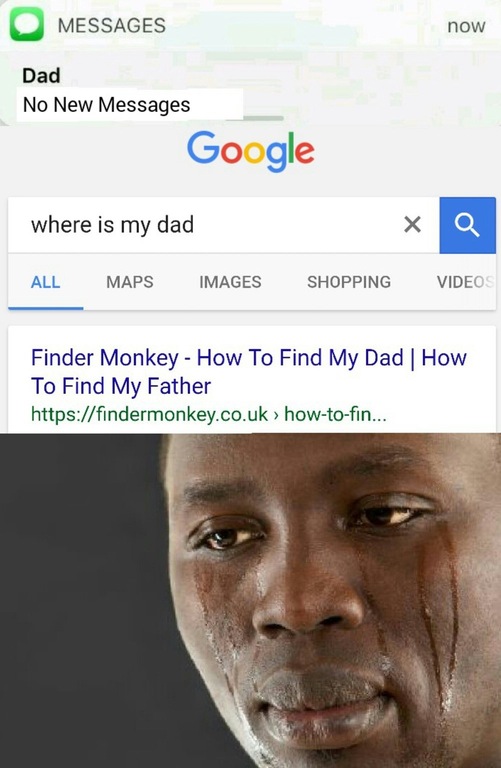 MESSAGES now
Dad
No New Messages
Google
where is my dad
ALL MAPS IMAGES SHOPPING VIDEOS
Finder Monkey - How To Find My Dad | How
To Find My Father
https://findermonkey.co.uk › how-to-fin...